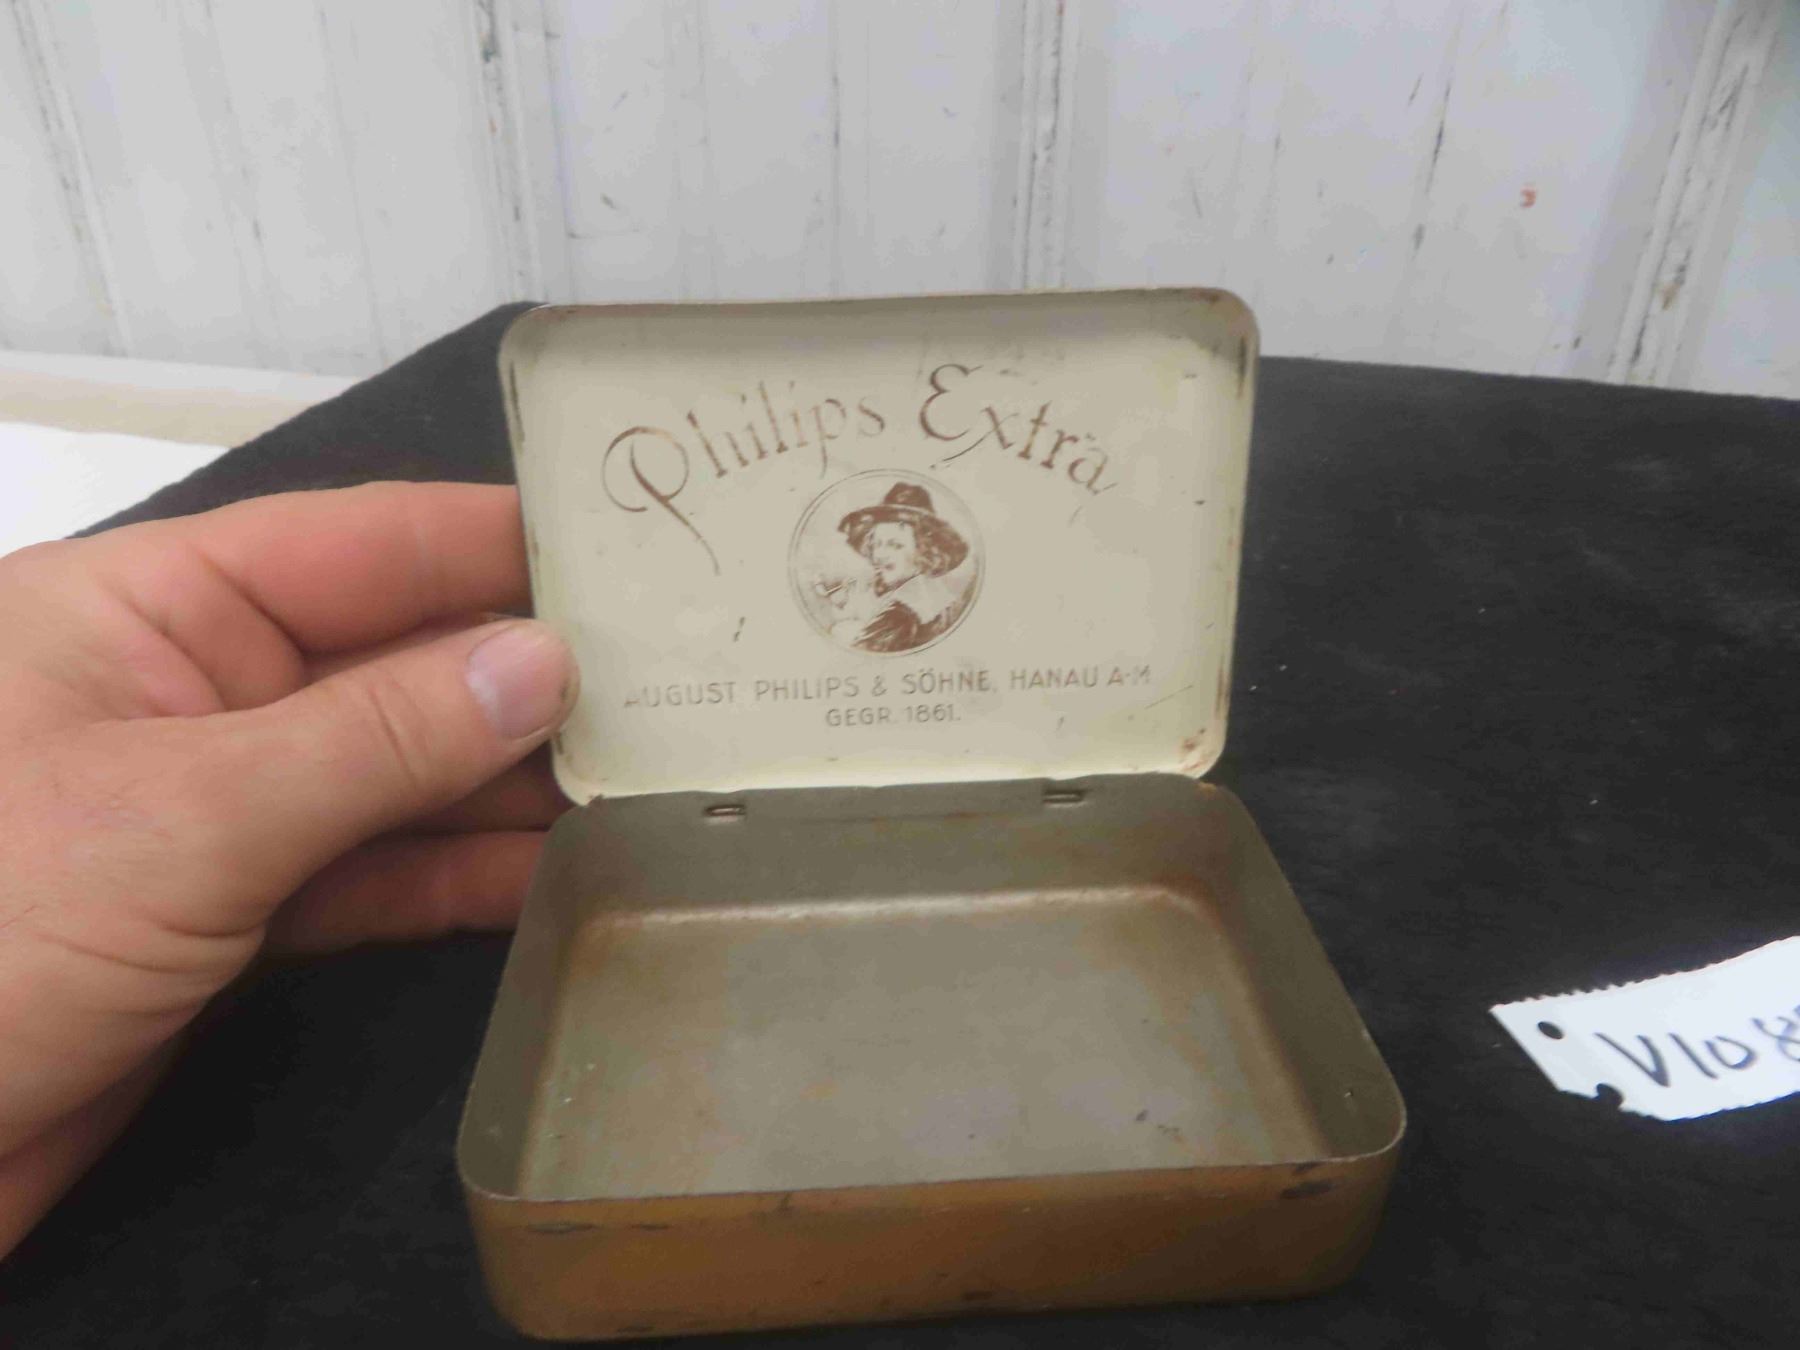 Philips Extra
AUGUST PHILIPS & SÖHNE, HANAU A-M
GEGR. 1861.
V108